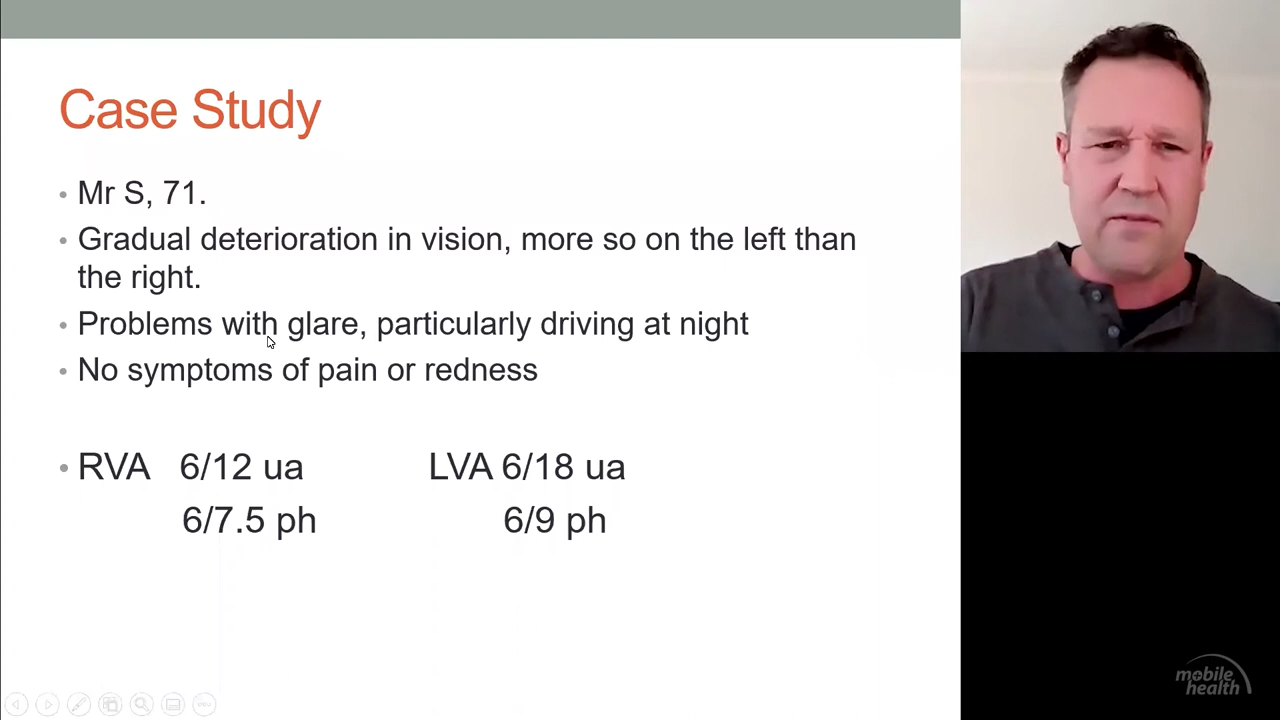 Case Study
• Mr S, 71.
• Gradual deterioration in vision, more so on the left than
the right.
• Problems with glare, particularly driving at night
• No symptoms of pain or redness
• RVA 6/12 ua LVA 6/18 ua
6/7.5 ph 6/9 ph
mobile
health